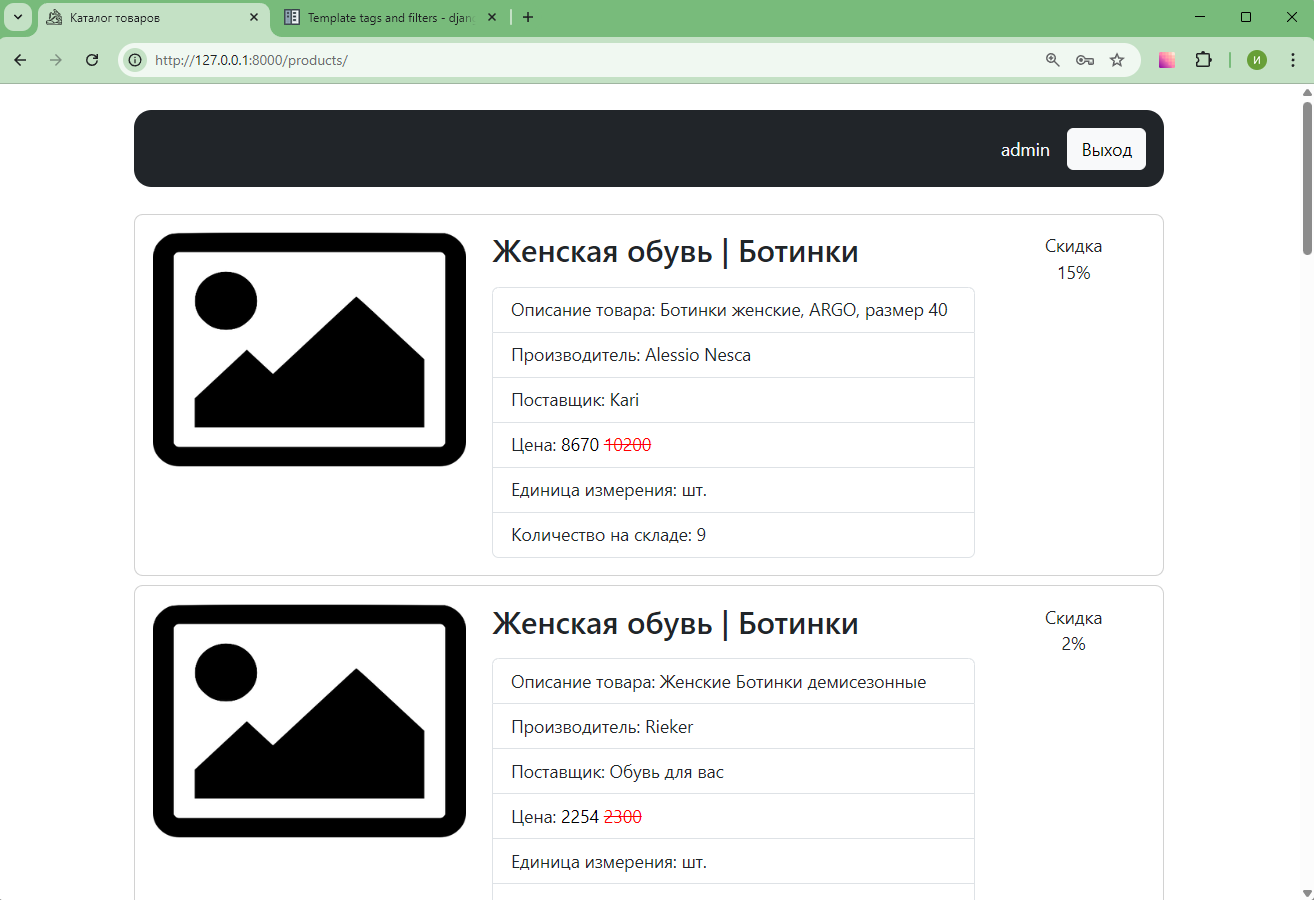 Каталог товаров
Template tags and filters - djan
http://127.0.0.1:8000/products/
И
admin
Выход
Женская обувь | Ботинки
Скидка
15%
Описание товара: Ботинки женские, ARGO, размер 40
Производитель: Alessio Nesca
Поставщик: Kari
Цена: 8670 10200
Единица измерения: шт.
Количество на складе: 9
Женская обувь | Ботинки
Скидка
2%
Описание товара: Женские Ботинки демисезонные
Производитель: Rieker
Поставщик: Обувь для вас
Цена: 2254 2300
Единица измерения: шт.